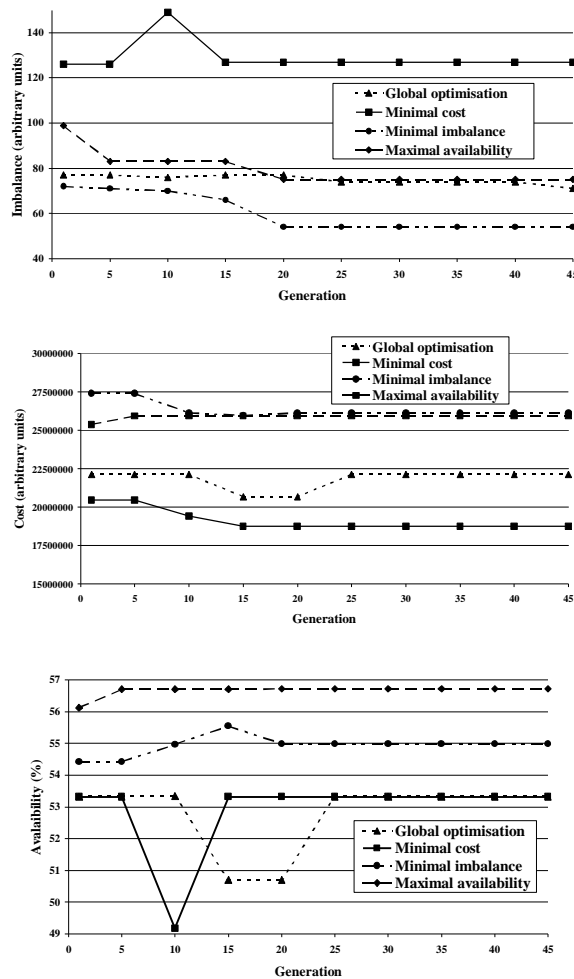 140
120
100
80
60
40
Imbalance (arbitrary units)
Global optimisation
Minimal cost
Minimal imbalance
Maximal availability
0 5 10 15 20 25 30 35 40 45
Generation
30000000
27500000
25000000
22500000
20000000
17500000
15000000
Cost (arbitrary units)
Global optimisation
Minimal cost
Minimal imbalance
Maximal availability
0 5 10 15 20 25 30 35 40 45
Generation
57
56
55
54
53
52
51
50
49
Avalaibility (%)
Global optimisation
Minimal cost
Minimal imbalance
Maximal availability
0 5 10 15 20 25 30 35 40 45
Generation